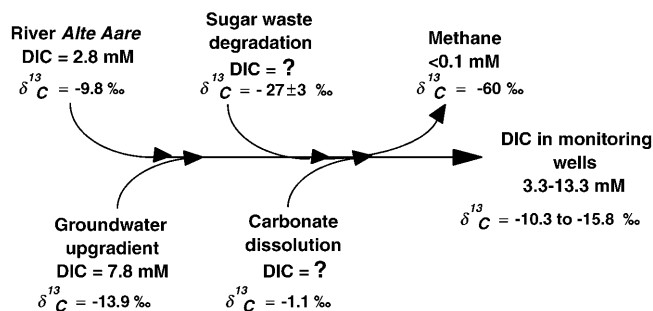 River Alte Aare
DIC = 2.8 mM
δ¹³C = -9.8 ‰
Sugar waste
degradation
DIC = ?
δ¹³C = - 27±3 ‰
Methane
<0.1 mM
δ¹³C = -60 ‰
DIC in monitoring
wells
3.3-13.3 mM
δ¹³C = -10.3 to -15.8 ‰
Groundwater
upgradient
DIC = 7.8 mM
δ¹³C = -13.9 ‰
Carbonate
dissolution
DIC = ?
δ¹³C = -1.1 ‰